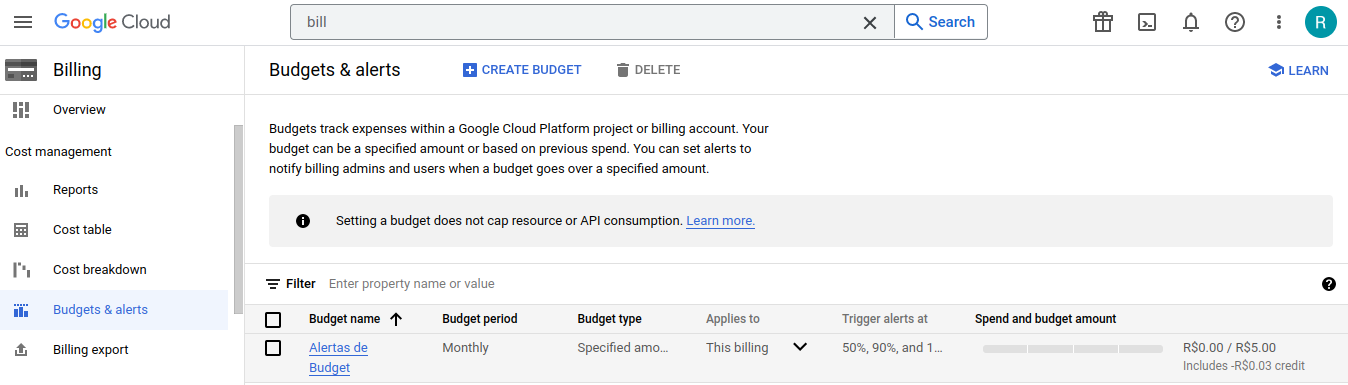 Google Cloud
bill
Search
R
Billing
Budgets & alerts
CREATE BUDGET
DELETE
LEARN
Overview
Cost management
Reports
Cost table
Cost breakdown
Budgets & alerts
Billing export
Budgets track expenses within a Google Cloud Platform project or billing account. Your
budget can be a specified amount or based on previous spend. You can set alerts to
notify billing admins and users when a budget goes over a specified amount.
Setting a budget does not cap resource or API consumption. Learn more.
Filter Enter property name or value
Budget name Budget period Budget type Applies to Trigger alerts at Spend and budget amount
Alertas de Monthly Specified amo... This billing 50%, 90%, and 1... R$0.00 / R$5.00
Budget Includes -R$0.03 credit